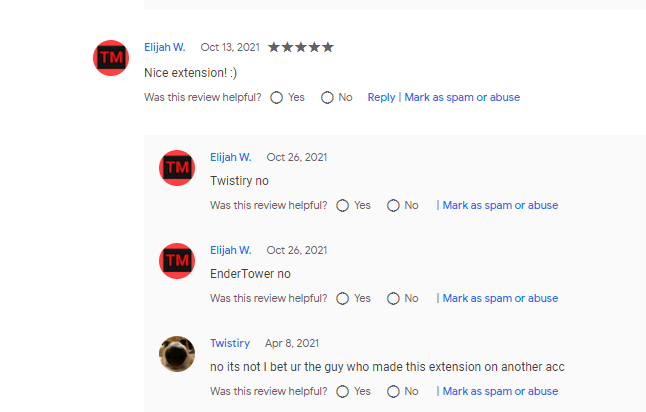 TM
Elijah W. Oct 13, 2021 ★★★★★
Nice extension! :)
Was this review helpful? Yes No Reply | Mark as spam or abuse
TM
Elijah W. Oct 26, 2021
Twistiry no
Was this review helpful? Yes No | Mark as spam or abuse
TM
Elijah W. Oct 26, 2021
EnderTower no
Was this review helpful? Yes No | Mark as spam or abuse
Twistiry Apr 8, 2021
no its not I bet ur the guy who made this extension on another acc
Was this review helpful? Yes No | Mark as spam or abuse